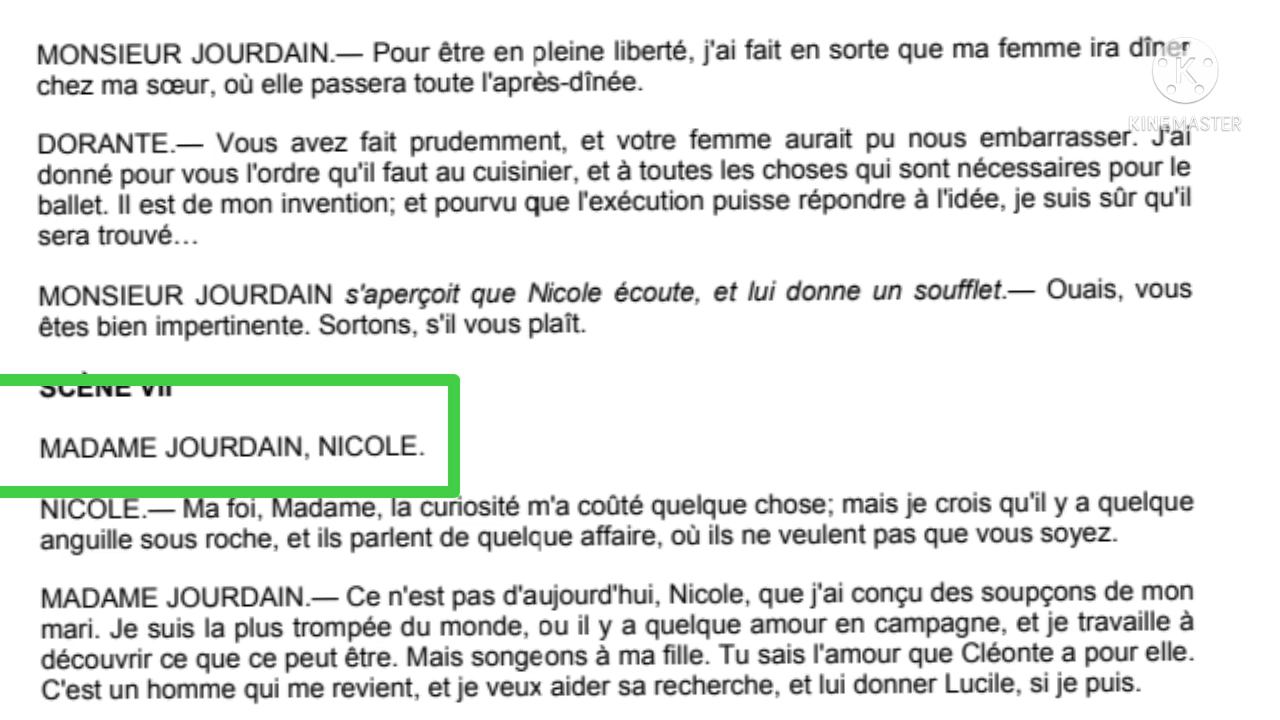 MONSIEUR JOURDAIN.— Pour être en pleine liberté, j'ai fait en sorte que ma femme ira dîner
chez ma sœur, où elle passera toute l'après-dînée.
KINEMASTER
DORANTE.— Vous avez fait prudemment, et votre femme aurait pu nous embarrasser. J'ai
donné pour vous l'ordre qu'il faut au cuisinier, et à toutes les choses qui sont nécessaires pour le
ballet. Il est de mon invention; et pourvu que l'exécution puisse répondre à l'idée, je suis sûr qu'il
sera trouvé...
MONSIEUR JOURDAIN s'aperçoit que Nicole écoute, et lui donne un soufflet.— Ouais, vous
êtes bien impertinente. Sortons, s'il vous plaît.
SCÈNE VII
MADAME JOURDAIN, NICOLE.
NICOLE.— Ma foi, Madame, la curiosité m'a coûté quelque chose; mais je crois qu'il y a quelque
anguille sous roche, et ils parlent de quelque affaire, où ils ne veulent pas que vous soyez.
MADAME JOURDAIN.— Ce n'est pas d'aujourd'hui, Nicole, que j'ai conçu des soupçons de mon
mari. Je suis la plus trompée du monde, ou il y a quelque amour en campagne, et je travaille à
découvrir ce que ce peut être. Mais songeons à ma fille. Tu sais l'amour que Cléonte a pour elle.
C'est un homme qui me revient, et je veux aider sa recherche, et lui donner Lucile, si je puis.